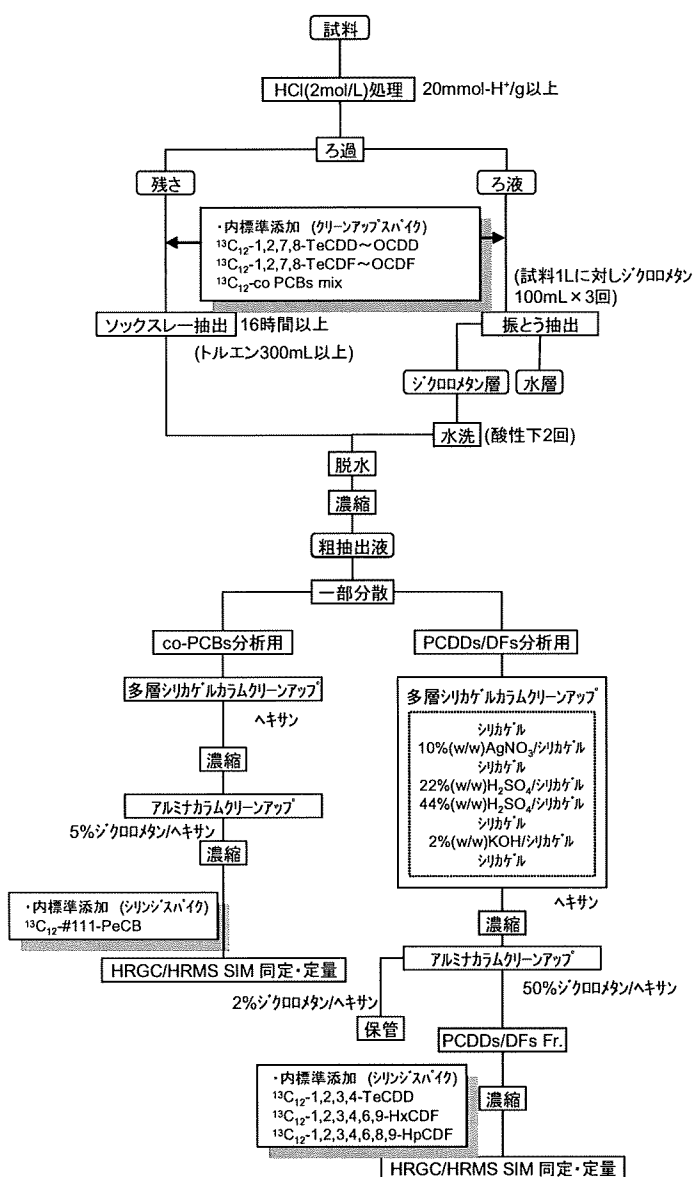 試料
HCl(2mol/L)処理 20mmol-H⁺/g以上
ろ過
残さ
ろ液
・内標準添加 (クリーンアップスパイク)
¹³C₁₂-1,2,7,8-TeCDD～OCDD
¹³C₁₂-1,2,7,8-TeCDF～OCDF
¹³C₁₂-co PCBs mix
(試料1Lに対しジクロロメタン
100mL×3回)
ソックスレー抽出 16時間以上
(トルエン300mL以上)
振とう抽出
ジクロロメタン層
水層
水洗 (酸性下2回)
脱水
濃縮
粗抽出液
一部分散
co-PCBs分析用
多層シリカゲルカラムクリーンアップ
ヘキサン
濃縮
アルミナカラムクリーンアップ
5%ジクロロメタン/ヘキサン
濃縮
・内標準添加 (シリンジスパイク)
¹³C₁₂-#111-PeCB
HRGC/HRMS SIM 同定・定量
PCDDs/DFs分析用
多層シリカゲルカラムクリーンアップ
シリカゲル
10%(w/w)AgNO₃/シリカゲル
シリカゲル
22%(w/w)H₂SO₄/シリカゲル
44%(w/w)H₂SO₄/シリカゲル
シリカゲル
2%(w/w)KOH/シリカゲル
シリカゲル
ヘキサン
濃縮
アルミナカラムクリーンアップ
2%ジクロロメタン/ヘキサン
保管
50%ジクロロメタン/ヘキサン
PCDDs/DFs Fr.
・内標準添加 (シリンジスパイク)
¹³C₁₂-1,2,3,4-TeCDD
¹³C₁₂-1,2,3,4,6,9-HxCDF
¹³C₁₂-1,2,3,4,6,8,9-HpCDF
濃縮
HRGC/HRMS SIM 同定・定量